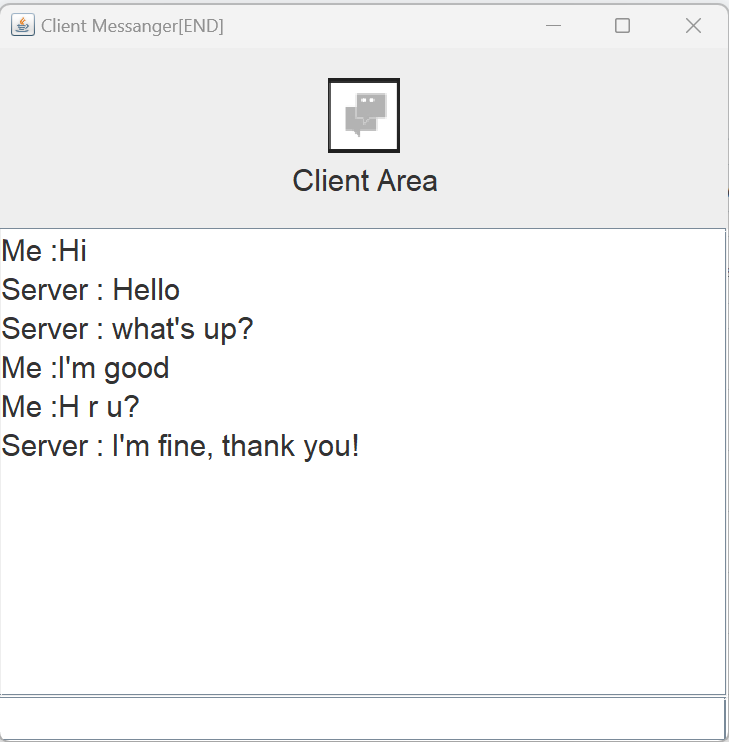 Client Messanger[END]
Client Area
Me :Hi
Server : Hello
Server : what's up?
Me :I'm good
Me :H r u?
Server : I'm fine, thank you!